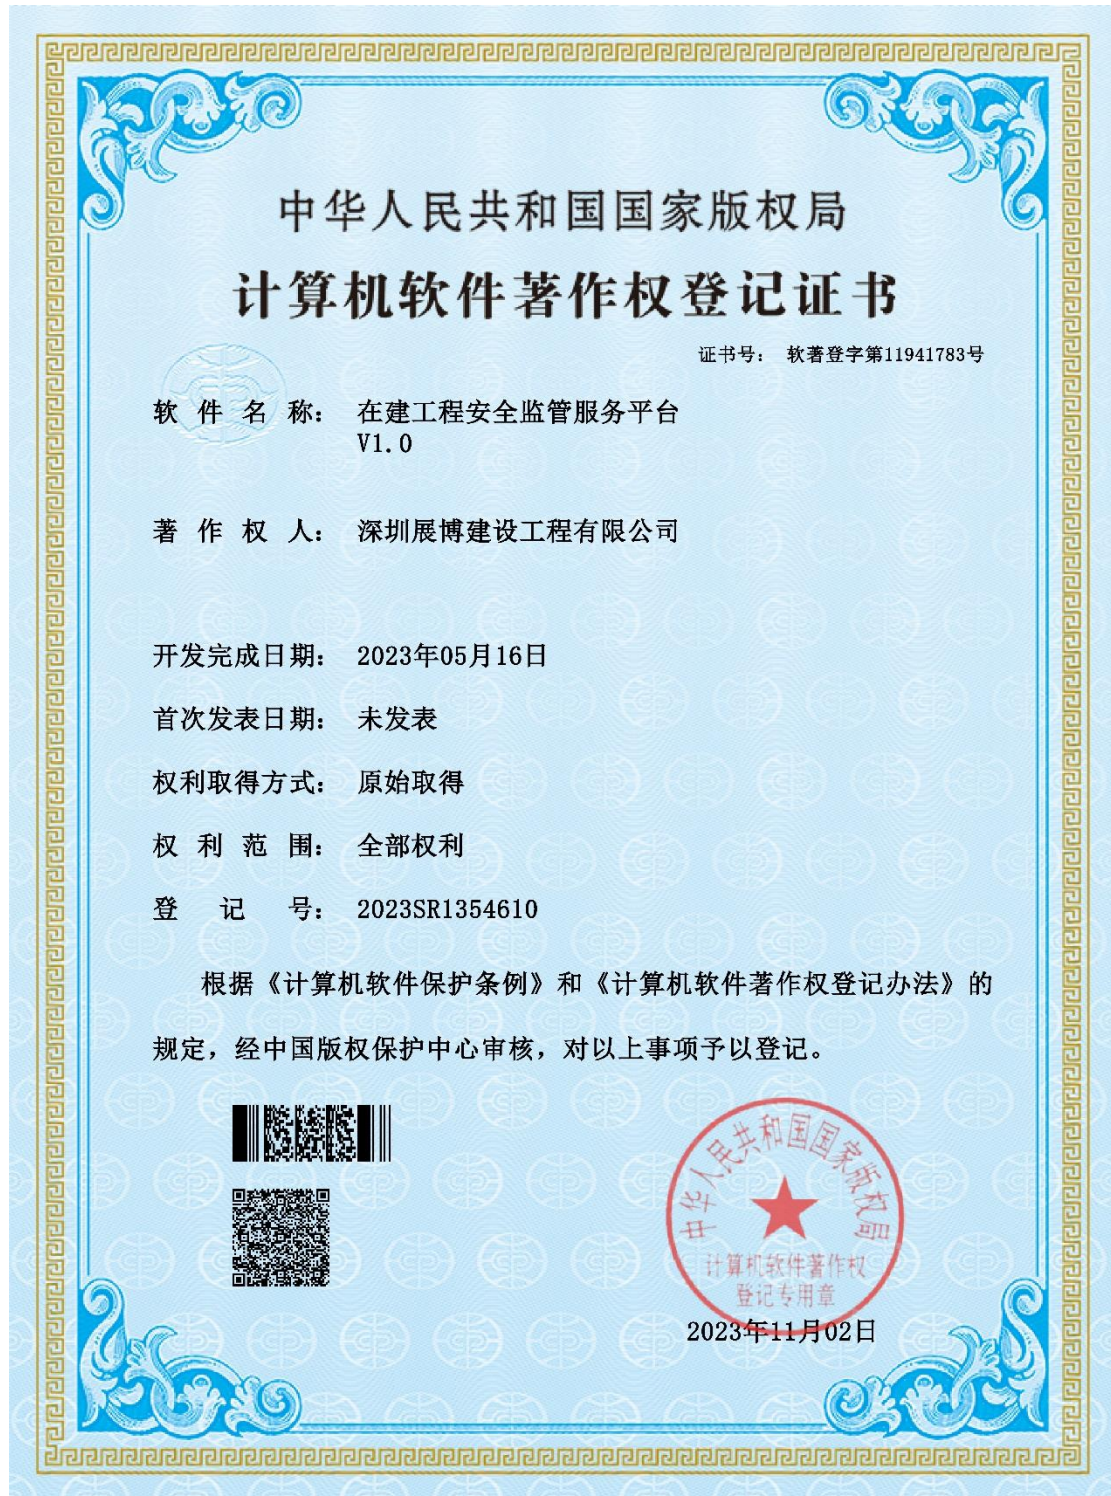 中华人民共和国国家版权局
计算机软件著作权登记证书
证书号： 软著登字第11941783号
软件名称： 在建工程安全监管服务平台
V1.0
著作权人： 深圳展博建设工程有限公司
开发完成日期： 2023年05月16日
首次发表日期： 未发表
权利取得方式： 原始取得
权利范围： 全部权利
登记号： 2023SR1354610
根据《计算机软件保护条例》和《计算机软件著作权登记办法》的
规定，经中国版权保护中心审核，对以上事项予以登记。
中华人民共和国国家版权局
计算机软件著作权
登记专用章
2023年11月02日